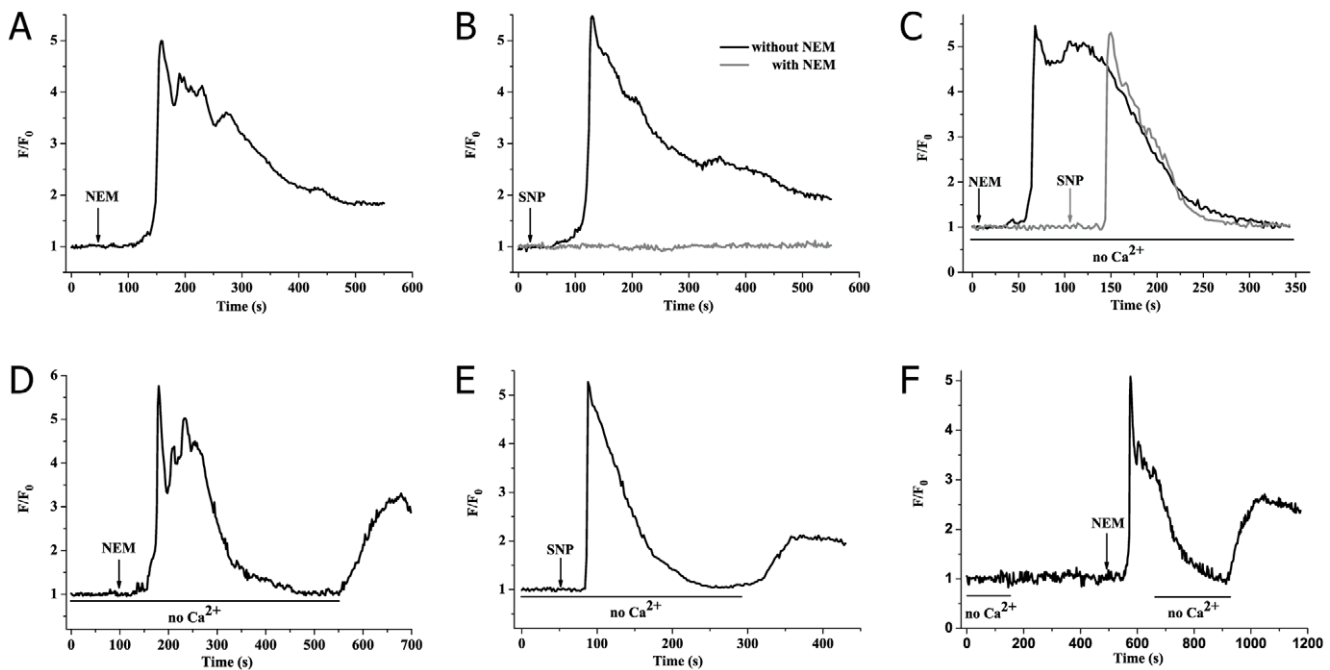 A
F/F0
5
4
3
2
1
NEM
0 100 200 300 400 500 600
Time (s)
B
F/F0
5
4
3
2
1
without NEM
with NEM
SNP
0 100 200 300 400 500 600
Time (s)
C
F/F0
5
4
3
2
1
0
NEM
SNP
no Ca2+
0 50 100 150 200 250 300 350
Time (s)
D
F/F0
6
5
4
3
2
1
NEM
no Ca2+
0 100 200 300 400 500 600 700
Time (s)
E
F/F0
5
4
3
2
1
SNP
no Ca2+
0 100 200 300 400
Time (s)
F
F/F0
5
4
3
2
1
0
NEM
no Ca2+
no Ca2+
0 200 400 600 800 1000 1200
Time (s)